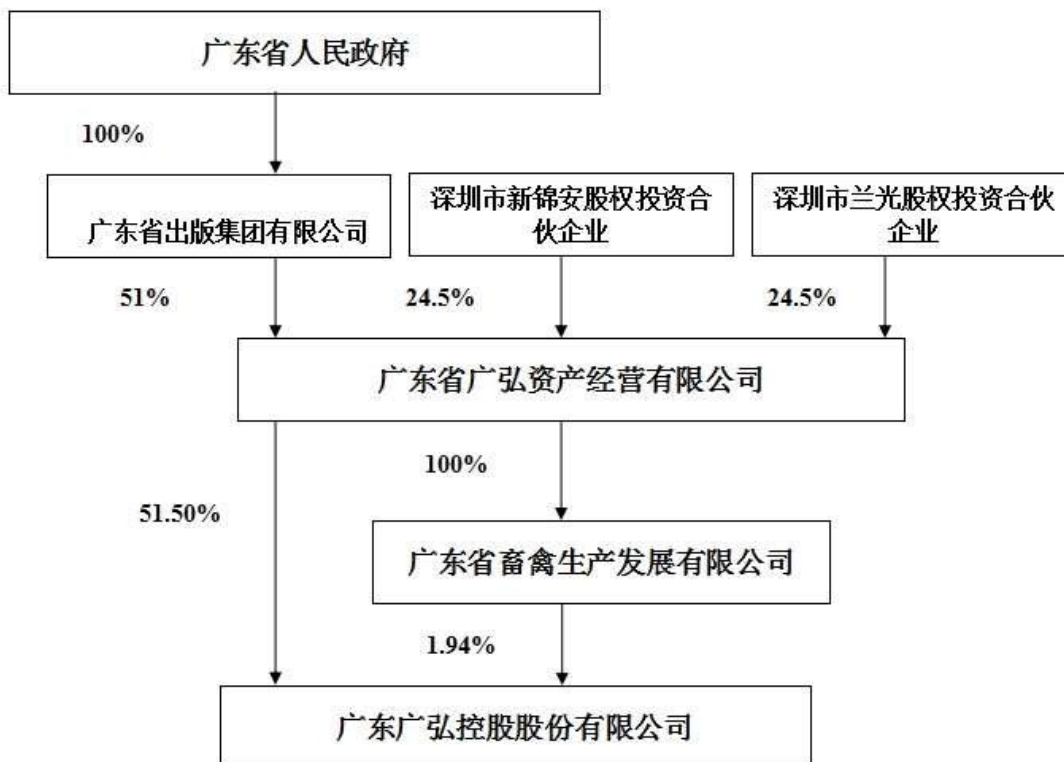 广东省人民政府
100%
广东省出版集团有限公司
深圳市新锦安股权投资合
伙企业
深圳市兰光股权投资合伙
企业
51%
24.5%
24.5%
广东省广弘资产经营有限公司
100%
51.50%
广东省畜禽生产发展有限公司
1.94%
广东广弘控股股份有限公司